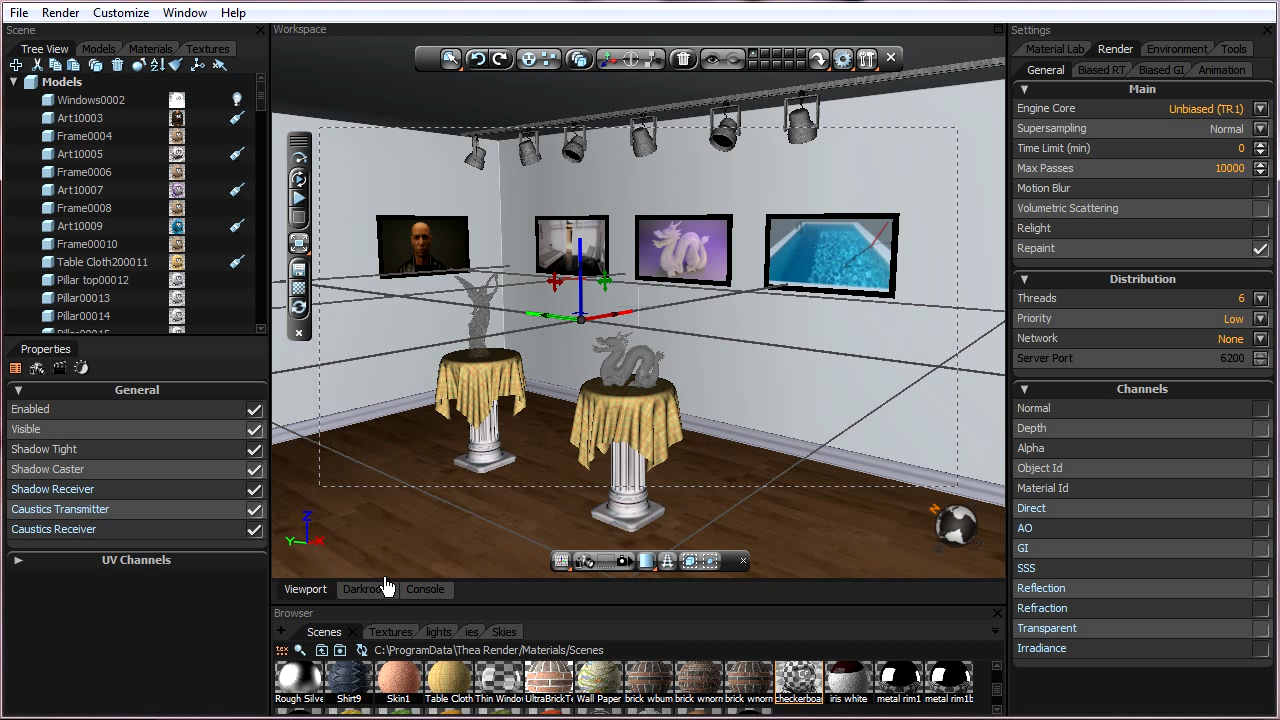 File Render Customize Window Help
Scene
Tree View Models Materials Textures
Models
Windows0002
Art10003
Frame0004
Art10005
Frame0006
Art10007
Frame0008
Art10009
Frame00010
Table Cloth200011
Pillar top00012
Pillar00013
Pillar00014
Pillar00015
Properties
General
Enabled
Visible
Shadow Tight
Shadow Caster
Shadow Receiver
Caustics Transmitter
Caustics Receiver
UV Channels
Workspace
N
Z
Y X
Viewport Console
Browser
Scenes Textures lights ies Skies
C:\ProgramData\Thea Render/Materials/Scenes
Shirt9 Skin1 Table Cloth Wall Paper brick wbum iris white metal rim1 metal rim1b
Settings
Material Lab Render Environment Tools
General Biased RT Biased GI Animation
Main
Engine Core Unbiased (TR1)
Supersampling Normal
Time Limit (min) 0
Max Passes 10000
Motion Blur
Volumetric Scattering
Relight
Repaint
Distribution
Threads 6
Priority Low
Network None
Server Port 6200
Channels
Normal
Depth
Alpha
Object Id
Material Id
Direct
AO
GI
SSS
Reflection
Refraction
Transparent
Irradiance